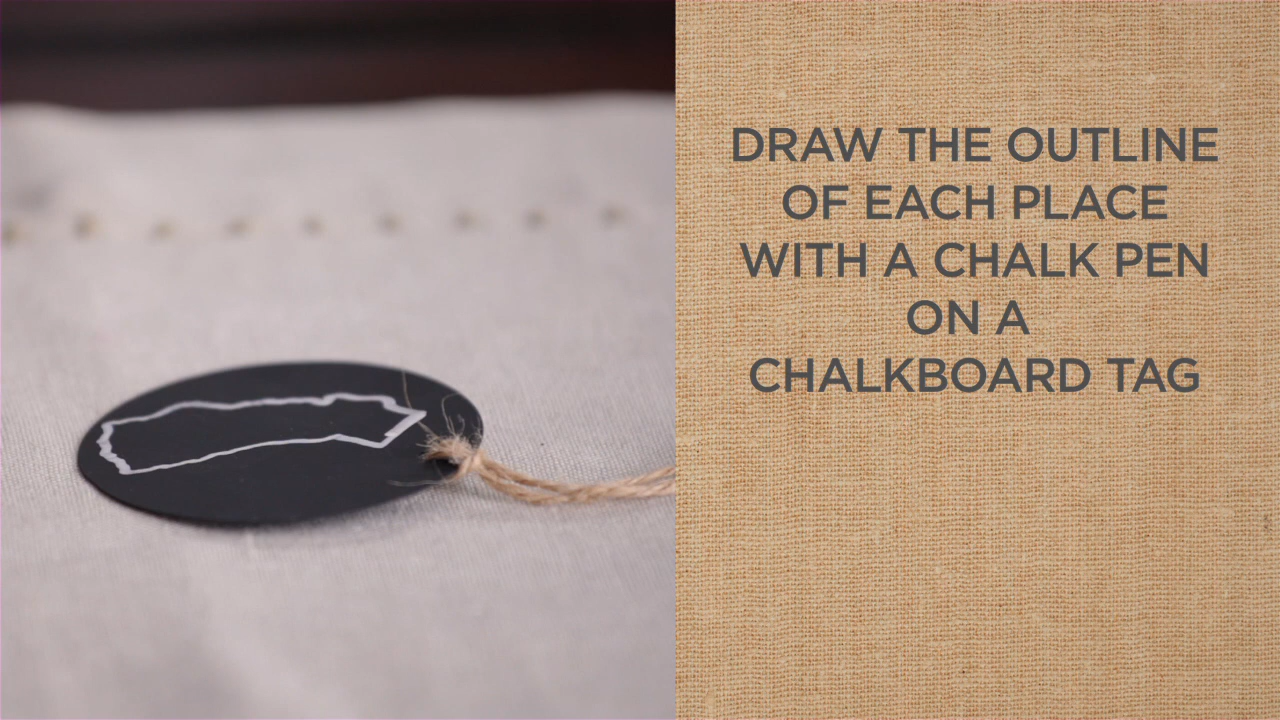 DRAW THE OUTLINE
OF EACH PLACE
WITH A CHALK PEN
ON A
CHALKBOARD TAG